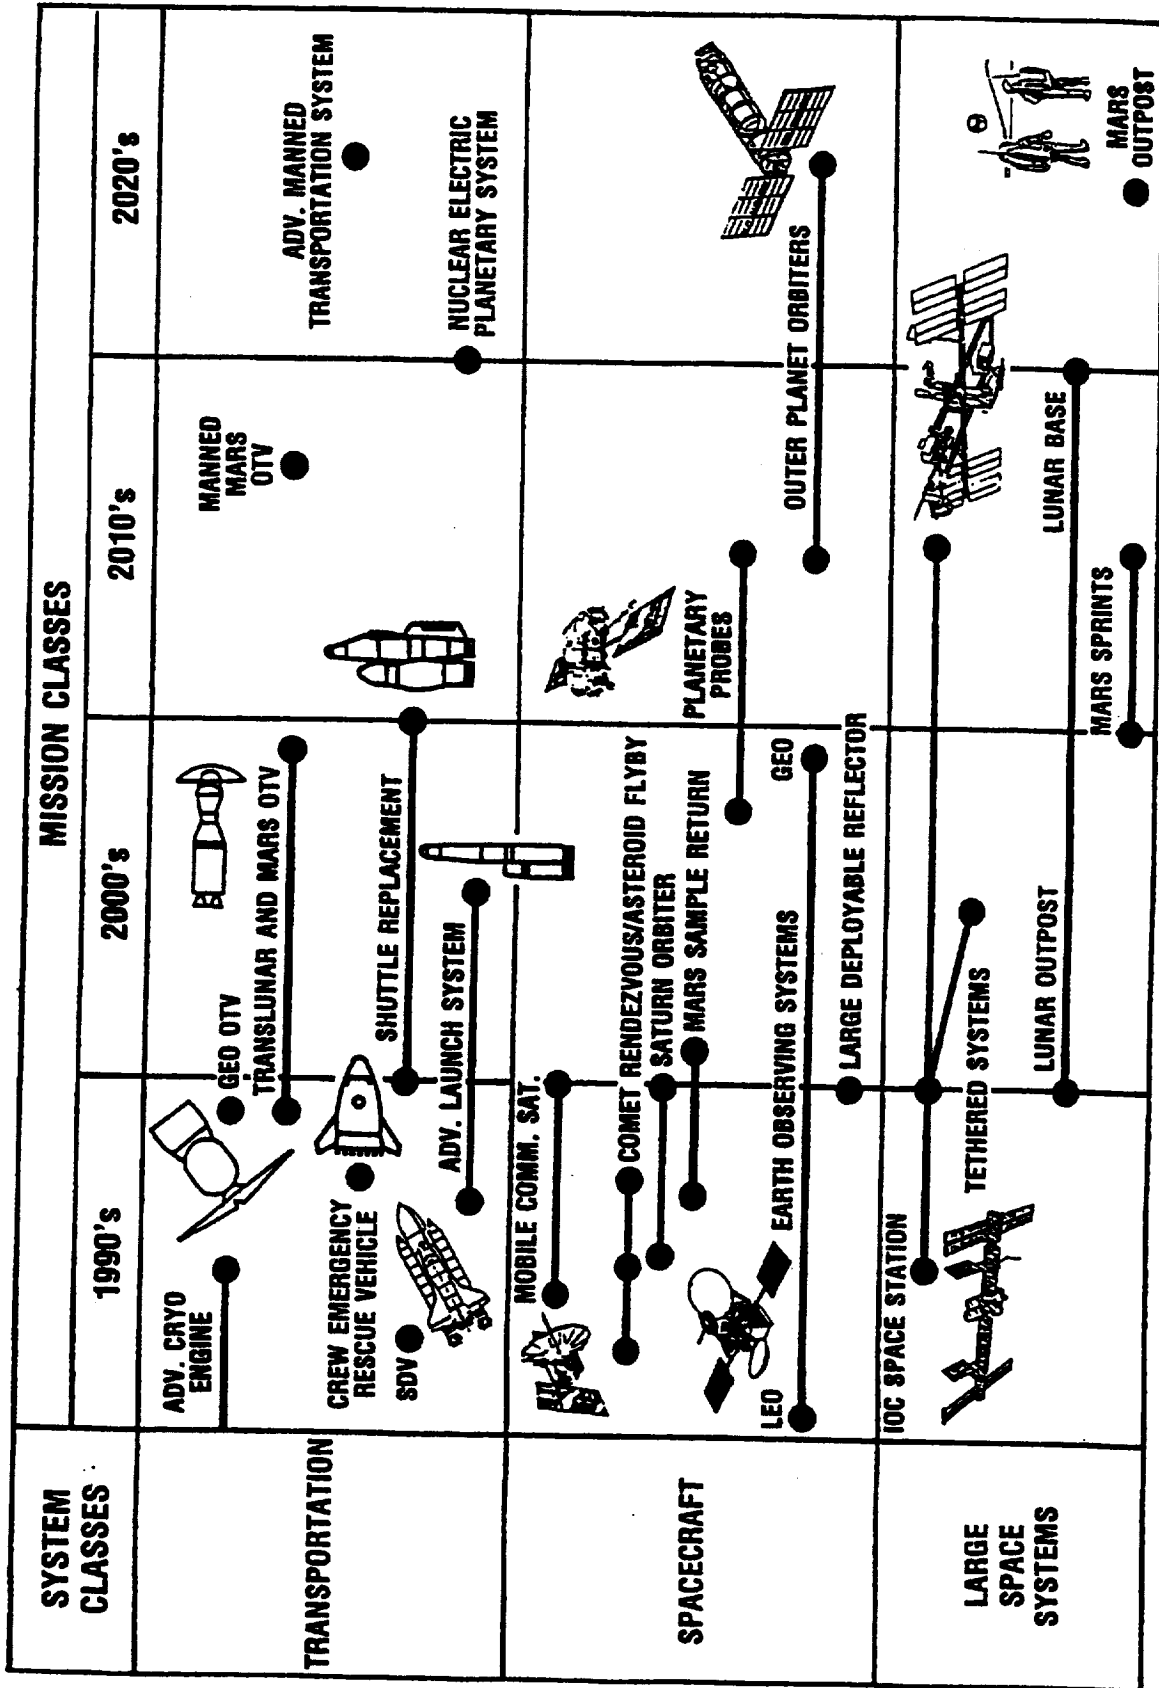 MISSION CLASSES
SYSTEM
CLASSES
1990's
2000's
2010's
2020's
TRANSPORTATION
ADV. CRYO
ENGINE
GEO OTV
TRANSLUNAR AND MARS OTV
MANNED
MARS
OTV
ADV. MANNED
TRANSPORTATION SYSTEM
CREW EMERGENCY
RESCUE VEHICLE
SDV
SHUTTLE REPLACEMENT
ADV. LAUNCH SYSTEM
NUCLEAR ELECTRIC
PLANETARY SYSTEM
SPACECRAFT
MOBILE COMM. SAT.
COMET RENDEZVOUS/ASTEROID FLYBY
SATURN ORBITER
MARS SAMPLE RETURN
PLANETARY
PROBES
OUTER PLANET ORBITERS
LEO
EARTH OBSERVING SYSTEMS
GEO
LARGE DEPLOYABLE REFLECTOR
LARGE
SPACE
SYSTEMS
IOC SPACE STATION
TETHERED SYSTEMS
LUNAR OUTPOST
LUNAR BASE
MARS SPRINTS
MARS
OUTPOST